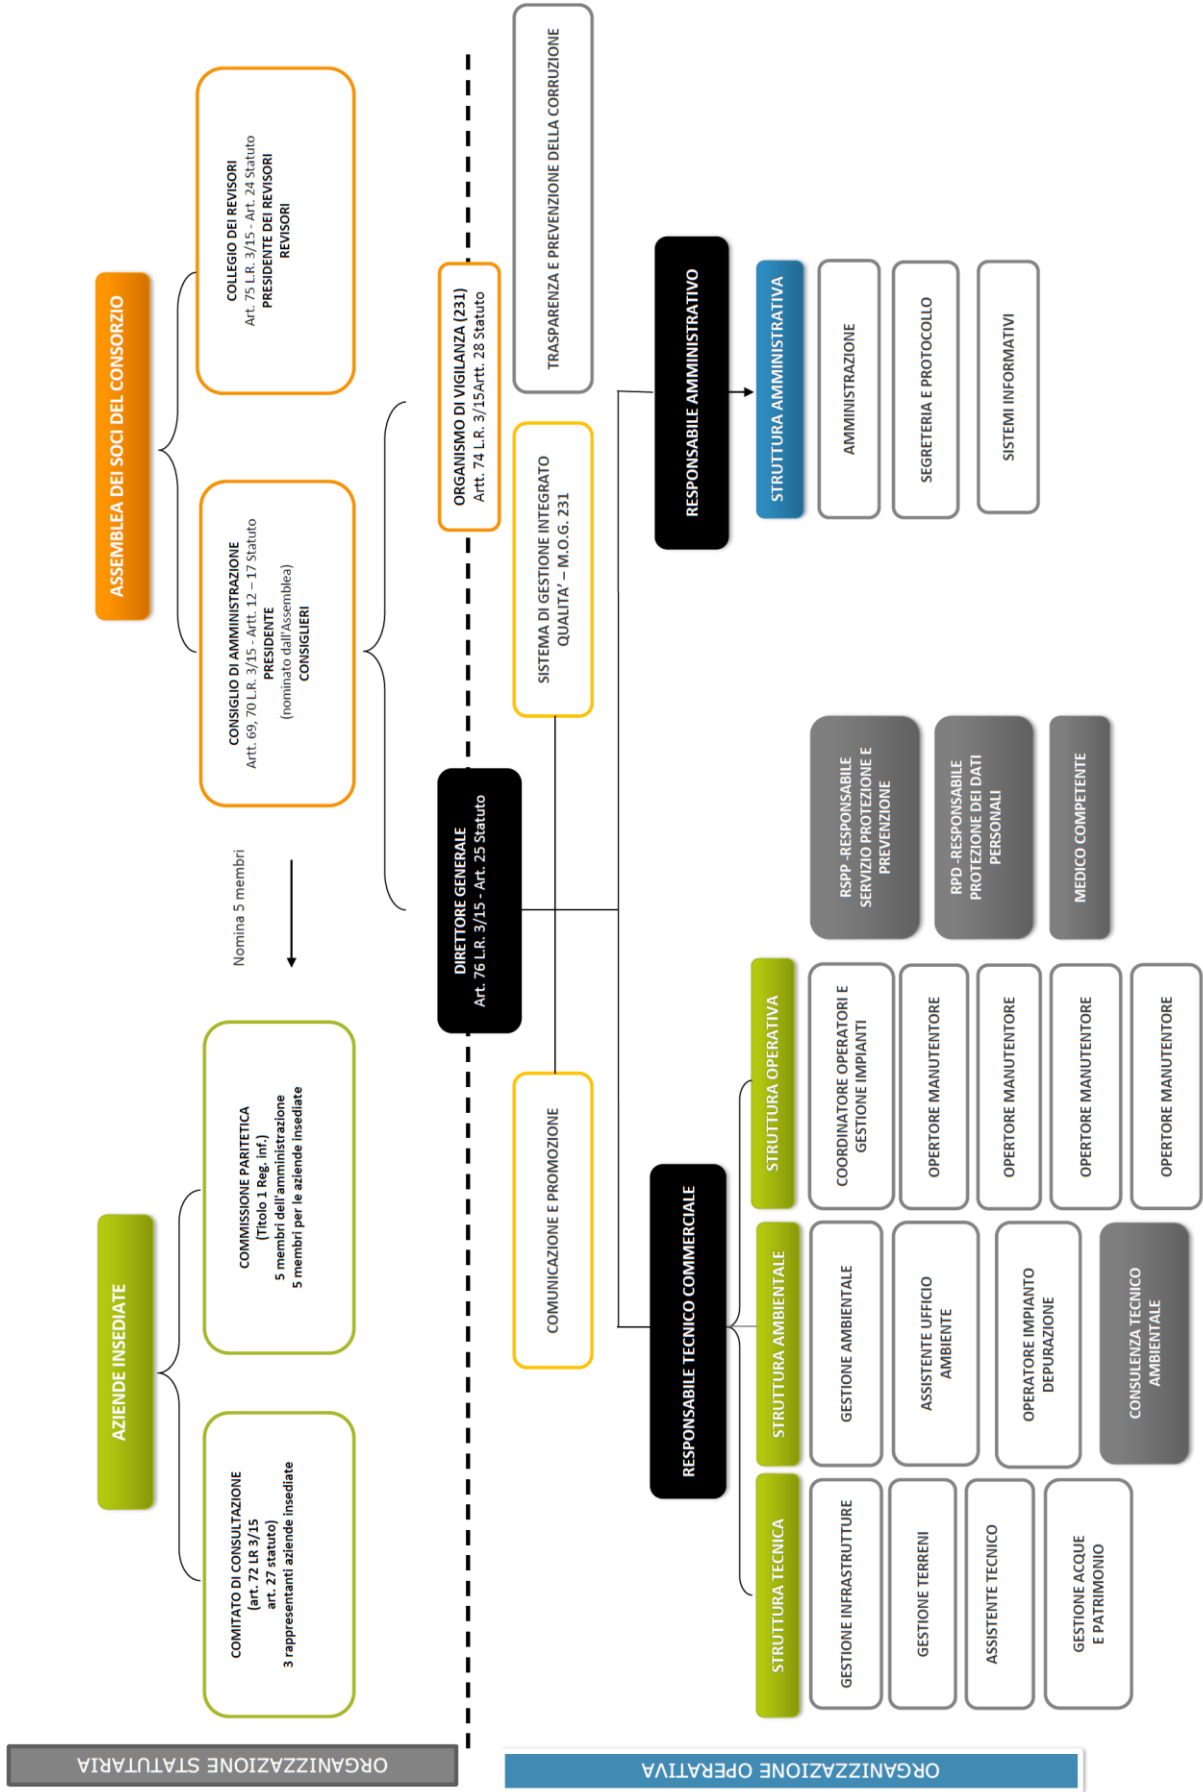 ORGANIZZAZIONE STATUTARIA
AZIENDE INSEDIATE
COMITATO DI CONSULTAZIONE
(art. 72 LR 3/15
art. 27 statuto)
3 rappresentanti aziende insediate
COMMISSIONE PARITETICA
(Titolo 1 Reg. inf.)
5 membri dell'amministrazione
5 membri per le aziende insediate
Nomina 5 membri
ASSEMBLEA DEI SOCI DEL CONSORZIO
CONSIGLIO DI AMMINISTRAZIONE
Artt. 69, 70 L.R. 3/15 - Artt. 12 – 17 Statuto
PRESIDENTE
(nominato dall'Assemblea)
CONSIGLIERI
COLLEGIO DEI REVISORI
Art. 75 L.R. 3/15 - Art. 24 Statuto
PRESIDENTE DEI REVISORI
REVISORI
DIRETTORE GENERALE
Art. 76 L.R. 3/15 - Art. 25 Statuto
ORGANISMO DI VIGILANZA (231)
Artt. 74 L.R. 3/15Artt. 28 Statuto
ORGANIZZAZIONE OPERATIVA
COMUNICAZIONE E PROMOZIONE
SISTEMA DI GESTIONE INTEGRATO
QUALITA' – M.O.G. 231
TRASPARENZA E PREVENZIONE DELLA CORRUZIONE
RESPONSABILE TECNICO COMMERCIALE
RESPONSABILE AMMINISTRATIVO
STRUTTURA TECNICA
GESTIONE INFRASTRUTTURE
GESTIONE TERRENI
ASSISTENTE TECNICO
GESTIONE ACQUE
E PATRIMONIO
STRUTTURA AMBIENTALE
GESTIONE AMBIENTALE
ASSISTENTE UFFICIO
AMBIENTE
OPERATORE IMPIANTO
DEPURAZIONE
CONSULENZA TECNICO
AMBIENTALE
STRUTTURA OPERATIVA
COORDINATORE OPERATORI E
GESTIONE IMPIANTI
OPERTORE MANUTENTORE
OPERTORE MANUTENTORE
OPERTORE MANUTENTORE
OPERTORE MANUTENTORE
RSPP -RESPONSABILE
SERVIZIO PROTEZIONE E
PREVENZIONE
RPD -RESPONSABILE
PROTEZIONE DEI DATI
PERSONALI
MEDICO COMPETENTE
STRUTTURA AMMINISTRATIVA
AMMINISTRAZIONE
SEGRETERIA E PROTOCOLLO
SISTEMI INFORMATIVI